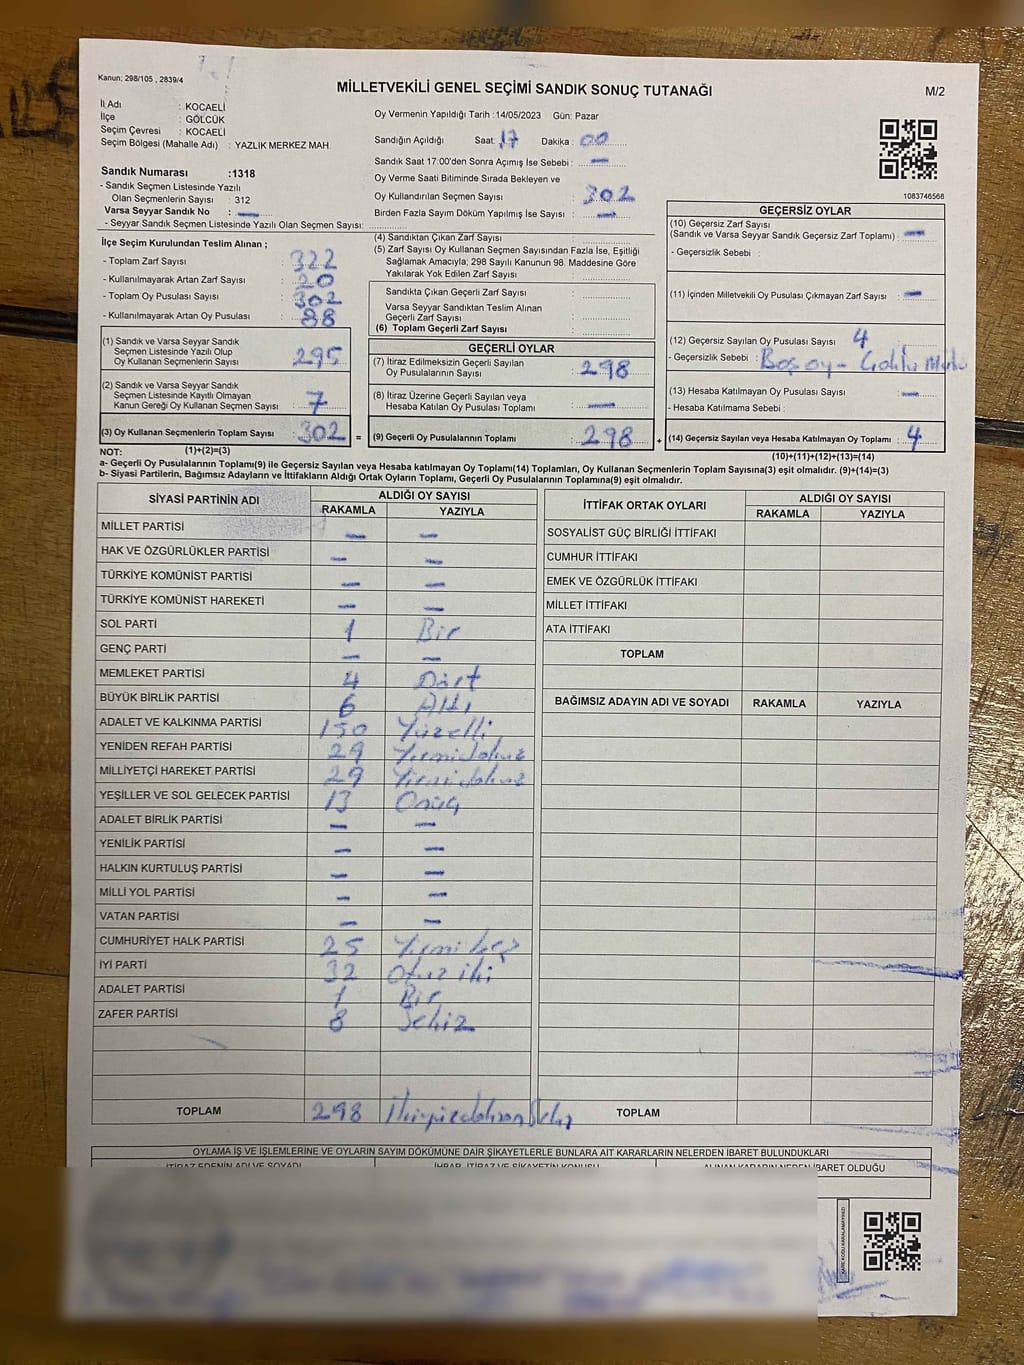 Kanun: 298/105 , 2839/4
MİLLETVEKİLİ GENEL SEÇİMİ SANDIK SONUÇ TUTANAĞI
M/2
İl Adı : KOCAELİ
İlçe : GÖLCÜK
Seçim Çevresi : KOCAELİ
Seçim Bölgesi (Mahalle Adı) : YAZLIK MERKEZ MAH.
Sandık Numarası :1318
- Sandık Seçmen Listesinde Yazılı
Olan Seçmenlerin Sayısı : 312
Varsa Seyyar Sandık No : —
- Seyyar Sandık Seçmen Listesinde Yazılı Olan Seçmen Sayısı:
Oy Vermenin Yapıldığı Tarih :14/05/2023 Gün: Pazar
Sandığın Açıldığı Saat: 17 Dakika : 00
Sandık Saat 17:00'den Sonra Açımış İse Sebebi : —
Oy Verme Saati Bitiminde Sırada Bekleyen ve
Oy Kullandırılan Seçmen Sayısı : 302
Birden Fazla Sayım Döküm Yapılmış İse Sayısı : —
1083746568
İlçe Seçim Kurulundan Teslim Alınan ;
- Toplam Zarf Sayısı : 322
- Kullanılmayarak Artan Zarf Sayısı : 20
- Toplam Oy Pusulası Sayısı : 302
- Kullanılmayarak Artan Oy Pusulası : 88
(1) Sandık ve Varsa Seyyar Sandık
Seçmen Listesinde Yazılı Olup
Oy Kullanan Seçmenlerin Sayısı : 295
(2) Sandık ve Varsa Seyyar Sandık
Seçmen Listesinde Kayıtlı Olmayan
Kanun Gereği Oy Kullanan Seçmen Sayısı : 7
(3) Oy Kullanan Seçmenlerin Toplam Sayısı : 302
(4) Sandıktan Çıkan Zarf Sayısı :
(5) Zarf Sayısı Oy Kullanan Seçmen Sayısından Fazla İse, Eşitliği
Sağlamak Amacıyla; 298 Sayılı Kanunun 98. Maddesine Göre
Yakılarak Yok Edilen Zarf Sayısı :
Sandıkta Çıkan Geçerli Zarf Sayısı :
Varsa Seyyar Sandıktan Teslim Alınan
Geçerli Zarf Sayısı :
(6) Toplam Geçerli Zarf Sayısı :
GEÇERLİ OYLAR
(7) İtiraz Edilmeksizin Geçerli Sayılan
Oy Pusulalarının Sayısı : 298
(8) İtiraz Üzerine Geçerli Sayılan veya
Hesaba Katılan Oy Pusulası Toplamı : —
= (9) Geçerli Oy Pusulalarının Toplamı : 298
GEÇERSİZ OYLAR
(10) Geçersiz Zarf Sayısı
(Sandık ve Varsa Seyyar Sandık Geçersiz Zarf Toplamı) : —
- Geçersizlik Sebebi :
(11) İçinden Milletvekili Oy Pusulası Çıkmayan Zarf Sayısı : —
(12) Geçersiz Sayılan Oy Pusulası Sayısı : 4
- Geçersizlik Sebebi : Boş oy -
(13) Hesaba Katılmayan Oy Pusulası Sayısı : —
- Hesaba Katılmama Sebebi :
+ (14) Geçersiz Sayılan veya Hesaba Katılmayan Oy Toplamı : 4
NOT: (1)+(2)=(3)
(10)+(11)+(12)+(13)=(14)
a- Geçerli Oy Pusulalarının Toplamı(9) ile Geçersiz Sayılan veya Hesaba katılmayan Oy Toplamı(14) Toplamları, Oy Kullanan Seçmenlerin Toplam Sayısına(3) eşit olmalıdır. (9)+(14)=(3)
b- Siyasi Partilerin, Bağımsız Adayların ve İttifakların Aldığı Ortak Oyların Toplamı, Geçerli Oy Pusulalarının Toplamına(9) eşit olmalıdır.
SİYASİ PARTİNİN ADI
ALDIĞI OY SAYISI
RAKAMLA YAZIYLA
MİLLET PARTİSİ — —
HAK VE ÖZGÜRLÜKLER PARTİSİ — —
TÜRKİYE KOMÜNİST PARTİSİ — —
TÜRKİYE KOMÜNİST HAREKETİ — —
SOL PARTİ 1 Bir
GENÇ PARTİ — —
MEMLEKET PARTİSİ 4 Dört
BÜYÜK BİRLİK PARTİSİ 6 Altı
ADALET VE KALKINMA PARTİSİ 150 Yüzelli
YENİDEN REFAH PARTİSİ 29 Yirmidokuz
MİLLİYETÇİ HAREKET PARTİSİ 29 Yirmidokuz
YEŞİLLER VE SOL GELECEK PARTİSİ 13 Onüç
ADALET BİRLİK PARTİSİ — —
YENİLİK PARTİSİ — —
HALKIN KURTULUŞ PARTİSİ — —
MİLLİ YOL PARTİSİ — —
VATAN PARTİSİ — —
CUMHURİYET HALK PARTİSİ 25 Yirmi beş
İYİ PARTİ 32 Otuz iki
ADALET PARTİSİ 1 Bir
ZAFER PARTİSİ 8 Sekiz
TOPLAM 298 İkiyüzdoksan Sekiz
İTTİFAK ORTAK OYLARI
ALDIĞI OY SAYISI
RAKAMLA YAZIYLA
SOSYALİST GÜÇ BİRLİĞİ İTTİFAKI
CUMHUR İTTİFAKI
EMEK VE ÖZGÜRLÜK İTTİFAKI
MİLLET İTTİFAKI
ATA İTTİFAKI
TOPLAM
BAĞIMSIZ ADAYIN ADI VE SOYADI RAKAMLA YAZIYLA
TOPLAM
OYLAMA İŞ VE İŞLEMLERİNE VE OYLARIN SAYIM DÖKÜMÜNE DAİR ŞİKAYETLERLE BUNLARA AİT KARARLARIN NELERDEN İBARET BULUNDUKLARI
İTİRAZ EDENİN ADI VE SOYADI İHBAR, İTİRAZ VE ŞİKAYETİN KONUSU ALINAN KARARIN NEDEN İBARET OLDUĞU